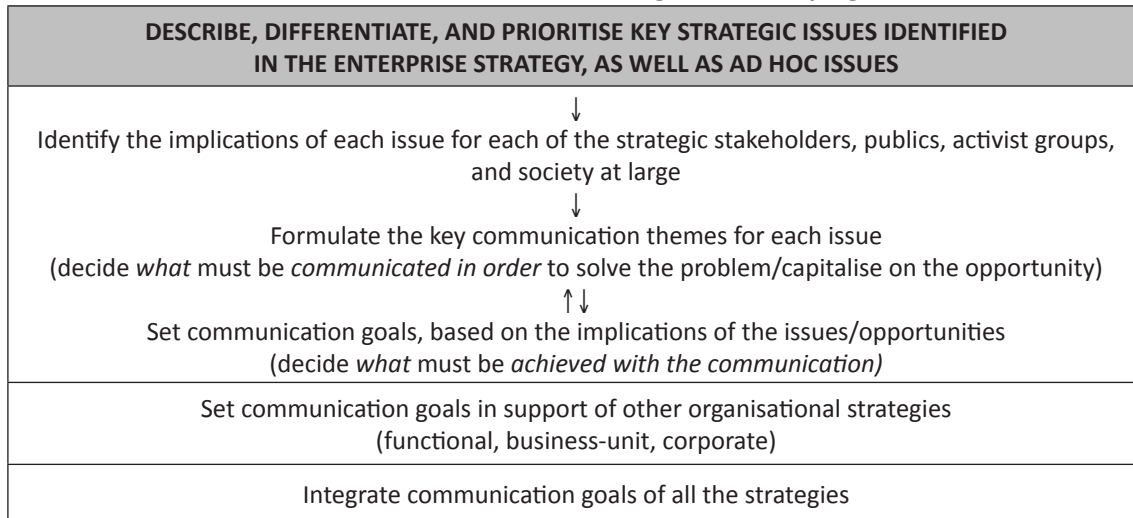 DESCRIBE, DIFFERENTIATE, AND PRIORITISE KEY STRATEGIC ISSUES IDENTIFIED
IN THE ENTERPRISE STRATEGY, AS WELL AS AD HOC ISSUES
↓
Identify the implications of each issue for each of the strategic stakeholders, publics, activist groups,
and society at large
↓
Formulate the key communication themes for each issue
(decide what must be communicated in order to solve the problem/capitalise on the opportunity)
↑↓
Set communication goals, based on the implications of the issues/opportunities
(decide what must be achieved with the communication)
Set communication goals in support of other organisational strategies
(functional, business-unit, corporate)
Integrate communication goals of all the strategies